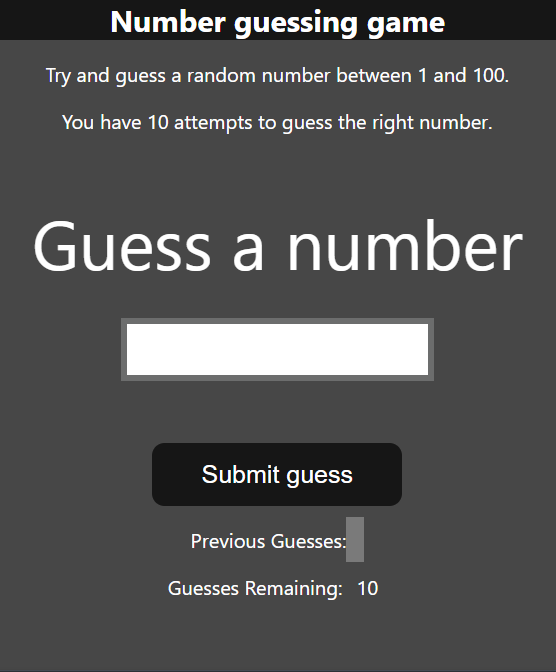 Number guessing game
Try and guess a random number between 1 and 100.
You have 10 attempts to guess the right number.
Guess a number
Submit guess
Previous Guesses:
Guesses Remaining: 10